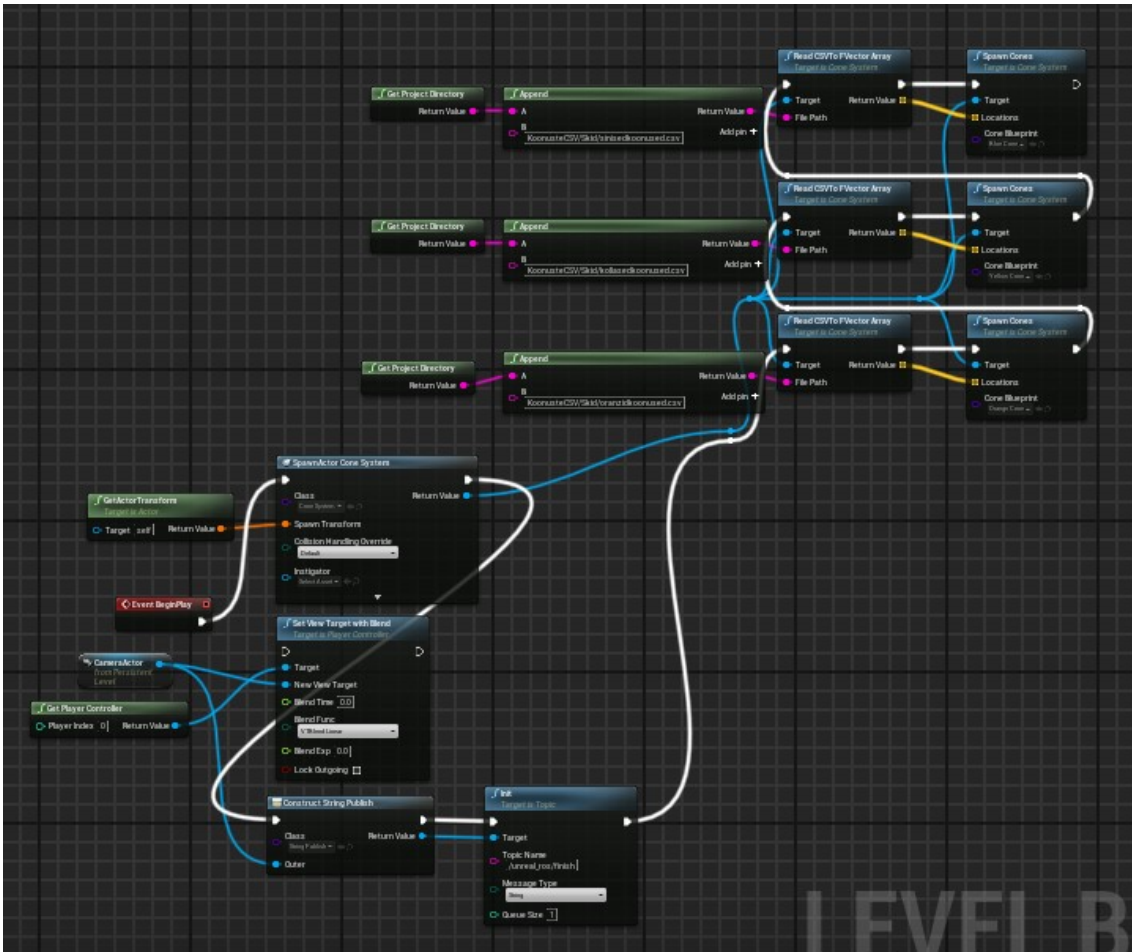 Read CSVTo FVector Array
Target is Cone System
Target
Return Value
File Path
Spawn Cones
Target is Cone System
Target
Locations
Cone Blueprint
Blue Cone
Get Project Directory
Return Value
Append
A
Return Value
B
Add pin +
KoonusteCSV/Skid/sinisedkoonused.csv
Read CSVTo FVector Array
Target is Cone System
Target
Return Value
File Path
Spawn Cones
Target is Cone System
Target
Locations
Cone Blueprint
Yellow Cone
Get Project Directory
Return Value
Append
A
Return Value
B
Add pin +
KoonusteCSV/Skid/kollasedkoonused.csv
Read CSVTo FVector Array
Target is Cone System
Target
Return Value
File Path
Spawn Cones
Target is Cone System
Target
Locations
Cone Blueprint
Orange Cone
Get Project Directory
Return Value
Append
A
Return Value
B
Add pin +
KoonusteCSV/Skid/oranzidkoonused.csv
SpawnActor Cone System
Class
Return Value
Cone System
Spawn Transform
Collision Handling Override
Default
Instigator
Select Asset
GetActorTransform
Target is Actor
Target self
Return Value
Event BeginPlay
Set View Target with Blend
Target is Player Controller
Target
New View Target
Blend Time 0.0
Blend Func
VTBlend Linear
Blend Exp 0.0
Lock Outgoing
CameraActor
from Persistent
Level
Get Player Controller
Player Index 0
Return Value
Construct String Publish
Class
Return Value
String Publish
Outer
Init
Target is Topic
Target
Topic Name
/unreal_ros/finish
Message Type
String
Queue Size 1
LEVEL B